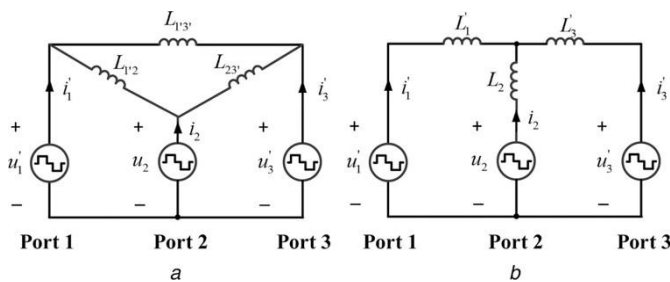 L1'3'
L1'2
L23'
i1'
i2
i3'
+
+
+
u1'
u2
u3'
−
−
−
Port 1
Port 2
Port 3
a
L1'
L3'
L2
i1'
i2
i3'
+
+
+
u1'
u2
u3'
−
−
−
Port 1
Port 2
Port 3
b